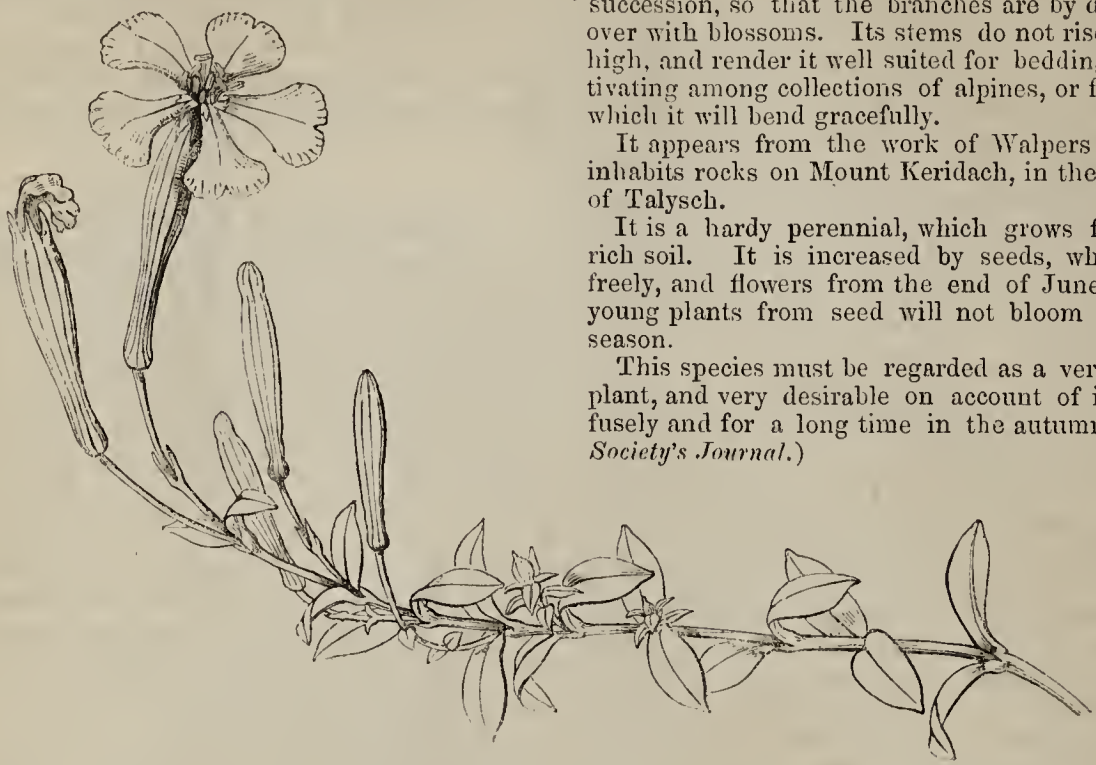 succession, so that the branches are by
over with blossoms. Its stems do not
high, and render it well suited for
tivating among collections of alpines, or
which it will bend gracefully.
It appears from the work of Walpers
inhabits rocks on Mount Keridach, in the
of Talysch.
It is a hardy perennial, which grows
rich soil. It is increased by seeds,
freely, and flowers from the end of June
young plants from seed will not bloom
season.
This species must be regarded as a
plant, and very desirable on account of
fusely and for a long time in the
Society's Journal.)